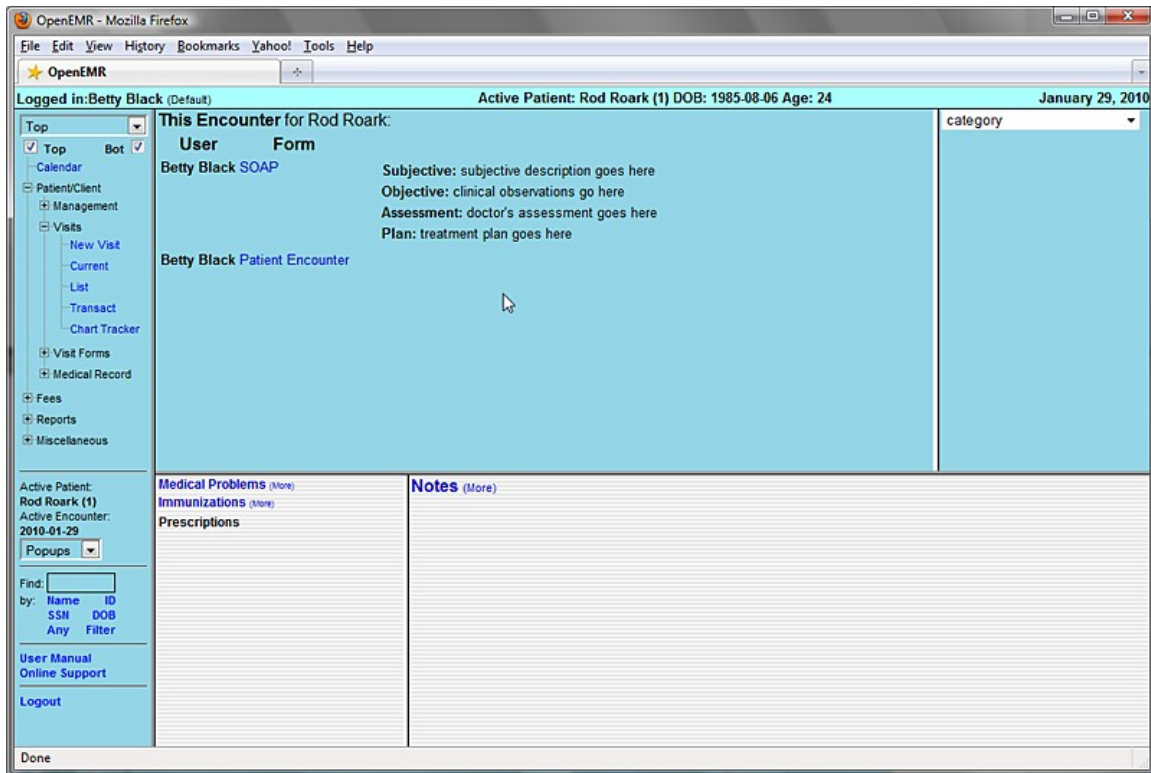 OpenEMR - Mozilla Firefox
File Edit View History Bookmarks Yahoo! Tools Help
OpenEMR
Logged in:Betty Black (Default) Active Patient: Rod Roark (1) DOB: 1985-08-06 Age: 24 January 29, 2010
Top
Top Bot
Calendar
Patient/Client
Management
Visits
New Visit
Current
List
Transact
Chart Tracker
Visit Forms
Medical Record
Fees
Reports
Miscellaneous
This Encounter for Rod Roark:
User Form
Betty Black SOAP
Subjective: subjective description goes here
Objective: clinical observations go here
Assessment: doctor's assessment goes here
Plan: treatment plan goes here
Betty Black Patient Encounter
category
Active Patient:
Rod Roark (1)
Active Encounter:
2010-01-29
Popups
Find:
by: Name ID
SSN DOB
Any Filter
User Manual
Online Support
Logout
Medical Problems (More)
Immunizations (More)
Prescriptions
Notes (More)
Done